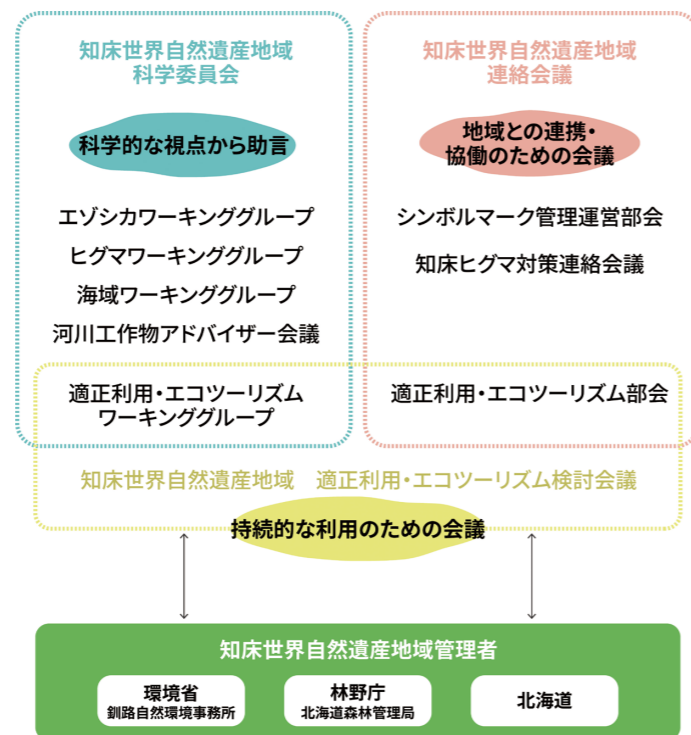 知床世界自然遺産地域
科学委員会
科学的な視点から助言
エゾシカワーキンググループ
ヒグマワーキンググループ
海域ワーキンググループ
河川工作物アドバイザー会議
適正利用・エコツーリズム
ワーキンググループ
知床世界自然遺産地域
連絡会議
地域との連携・
協働のための会議
シンボルマーク管理運営部会
知床ヒグマ対策連絡会議
適正利用・エコツーリズム部会
知床世界自然遺産地域　適正利用・エコツーリズム検討会議
持続的な利用のための会議
知床世界自然遺産地域管理者
環境省
釧路自然環境事務所
林野庁
北海道森林管理局
北海道